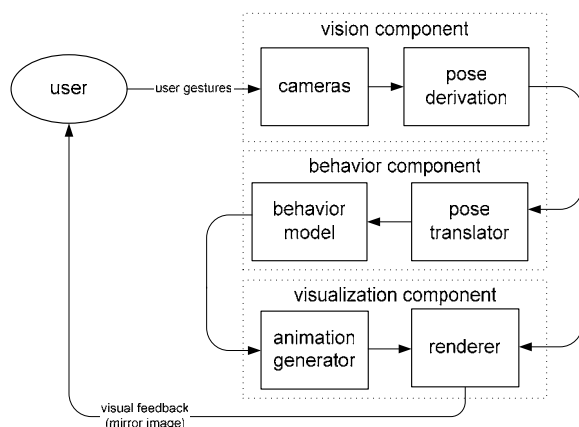 vision component
user
user gestures
cameras
pose
derivation
behavior component
behavior
model
pose
translator
visualization component
animation
generator
renderer
visual feedback
(mirror image)